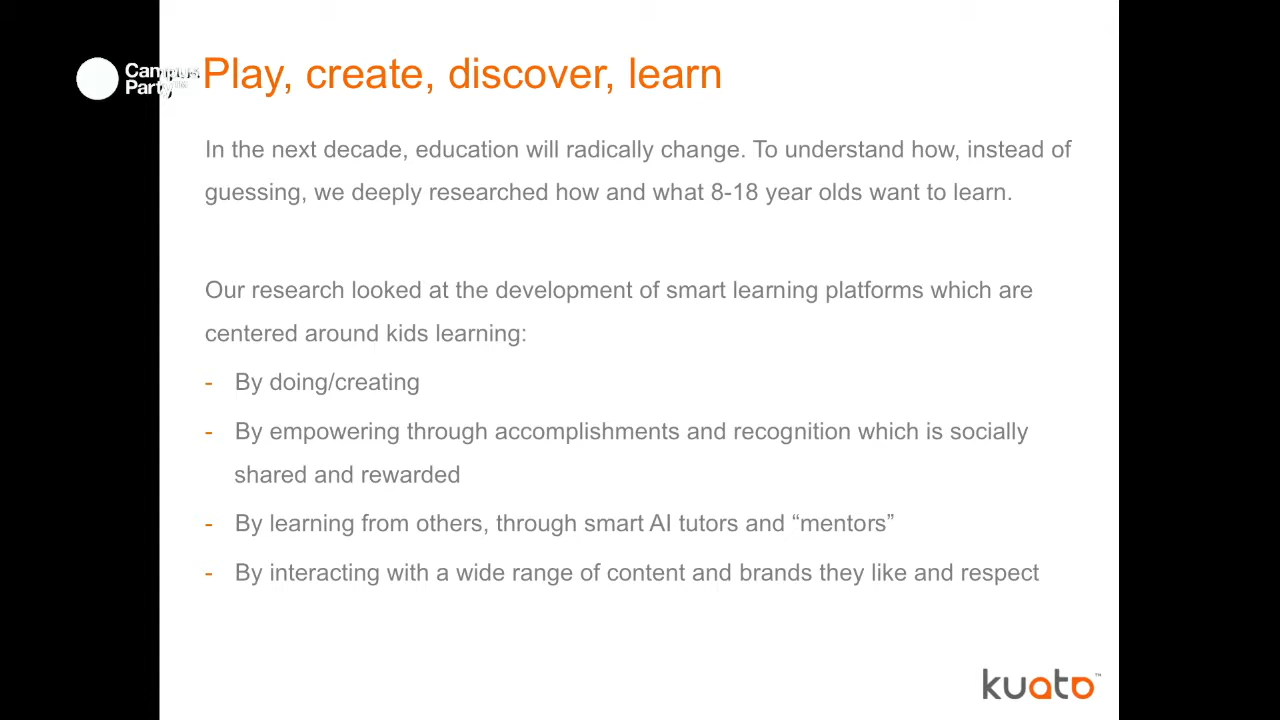 Campus
Party
Play, create, discover, learn
In the next decade, education will radically change. To understand how, instead of
guessing, we deeply researched how and what 8-18 year olds want to learn.
Our research looked at the development of smart learning platforms which are
centered around kids learning:
- By doing/creating
- By empowering through accomplishments and recognition which is socially
shared and rewarded
- By learning from others, through smart AI tutors and “mentors”
- By interacting with a wide range of content and brands they like and respect
kuato™